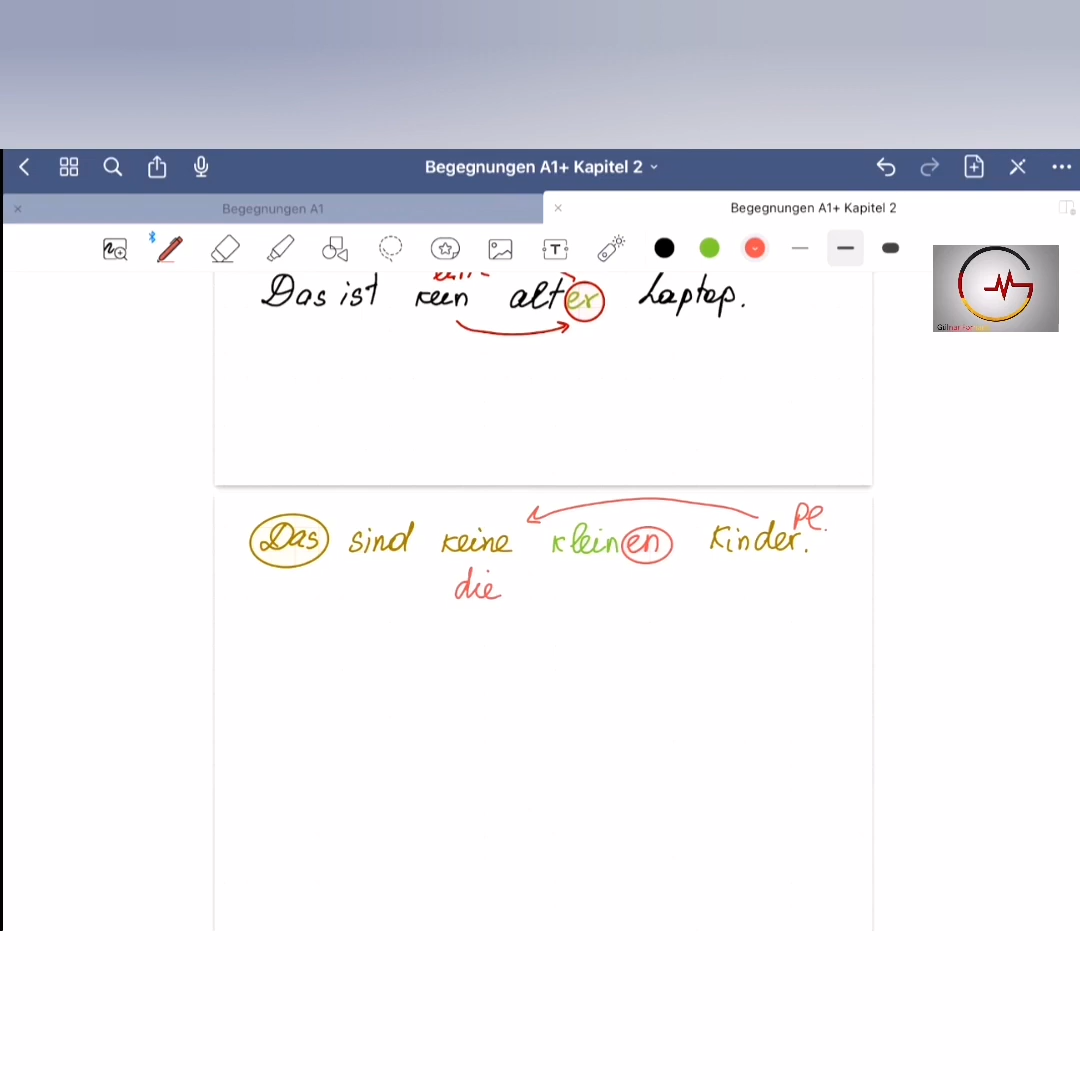 Begegnungen A1+ Kapitel 2
Begegnungen A1
Begegnungen A1+ Kapitel 2
Das ist kein alter Laptop.
Pl.
Das sind keine kleinen Kinder.
die